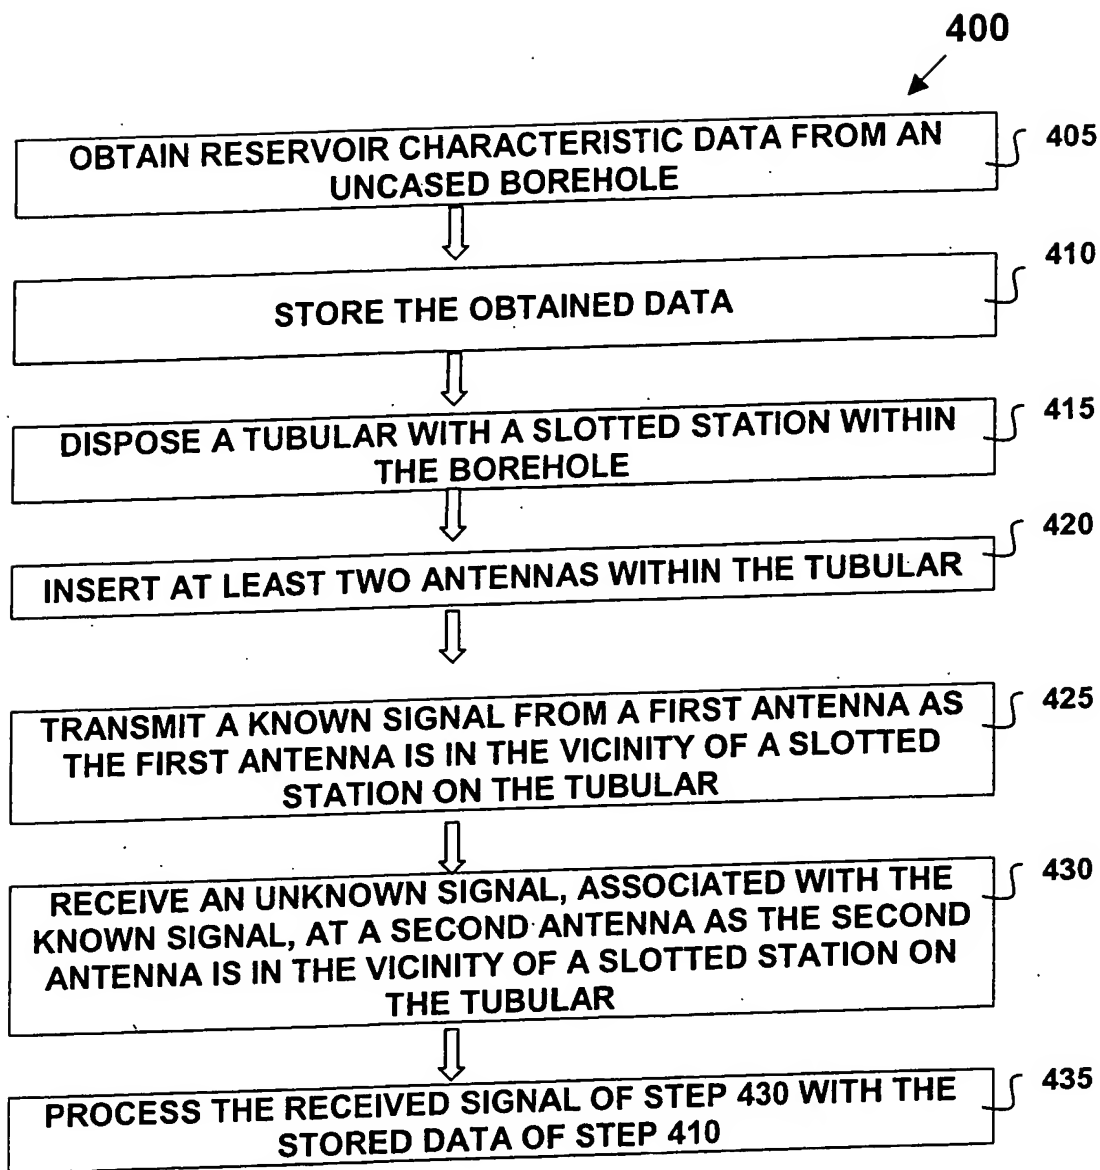 400
OBTAIN RESERVOIR CHARACTERISTIC DATA FROM AN
UNCASED BOREHOLE
405
STORE THE OBTAINED DATA
410
DISPOSE A TUBULAR WITH A SLOTTED STATION WITHIN
THE BOREHOLE
415
INSERT AT LEAST TWO ANTENNAS WITHIN THE TUBULAR
420
TRANSMIT A KNOWN SIGNAL FROM A FIRST ANTENNA AS
THE FIRST ANTENNA IS IN THE VICINITY OF A SLOTTED
STATION ON THE TUBULAR
425
RECEIVE AN UNKNOWN SIGNAL, ASSOCIATED WITH THE
KNOWN SIGNAL, AT A SECOND ANTENNA AS THE SECOND
ANTENNA IS IN THE VICINITY OF A SLOTTED STATION ON
THE TUBULAR
430
PROCESS THE RECEIVED SIGNAL OF STEP 430 WITH THE
STORED DATA OF STEP 410
435